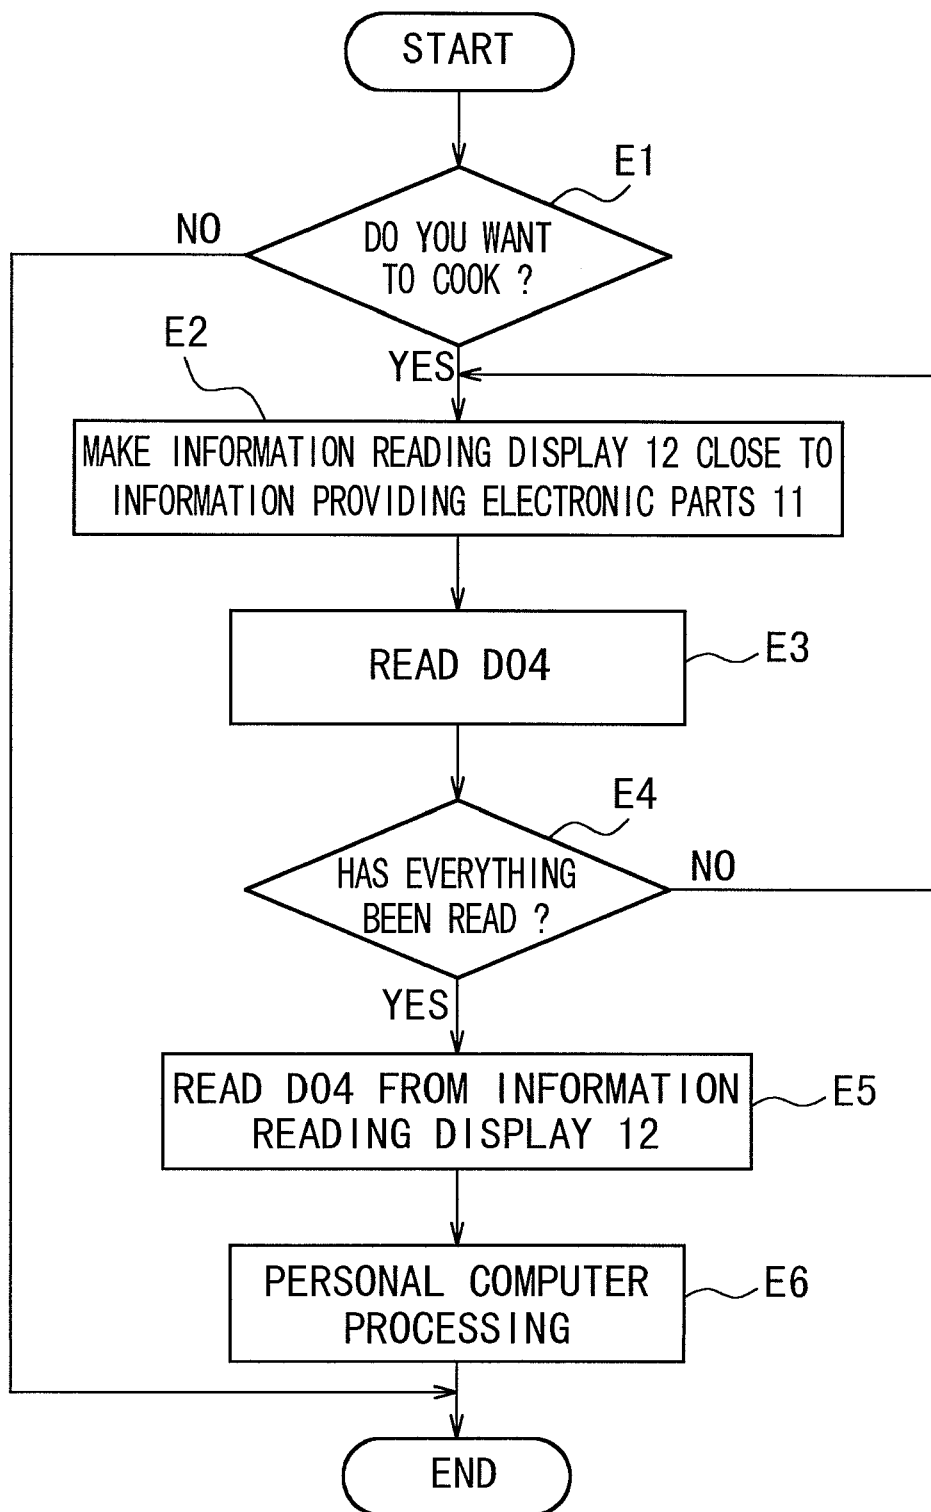 START
E1
NO
DO YOU WANT
TO COOK ?
E2
YES
MAKE INFORMATION READING DISPLAY 12 CLOSE TO
INFORMATION PROVIDING ELECTRONIC PARTS 11
READ D04
E3
E4
HAS EVERYTHING
BEEN READ ?
NO
YES
READ D04 FROM INFORMATION
READING DISPLAY 12
E5
PERSONAL COMPUTER
PROCESSING
E6
END